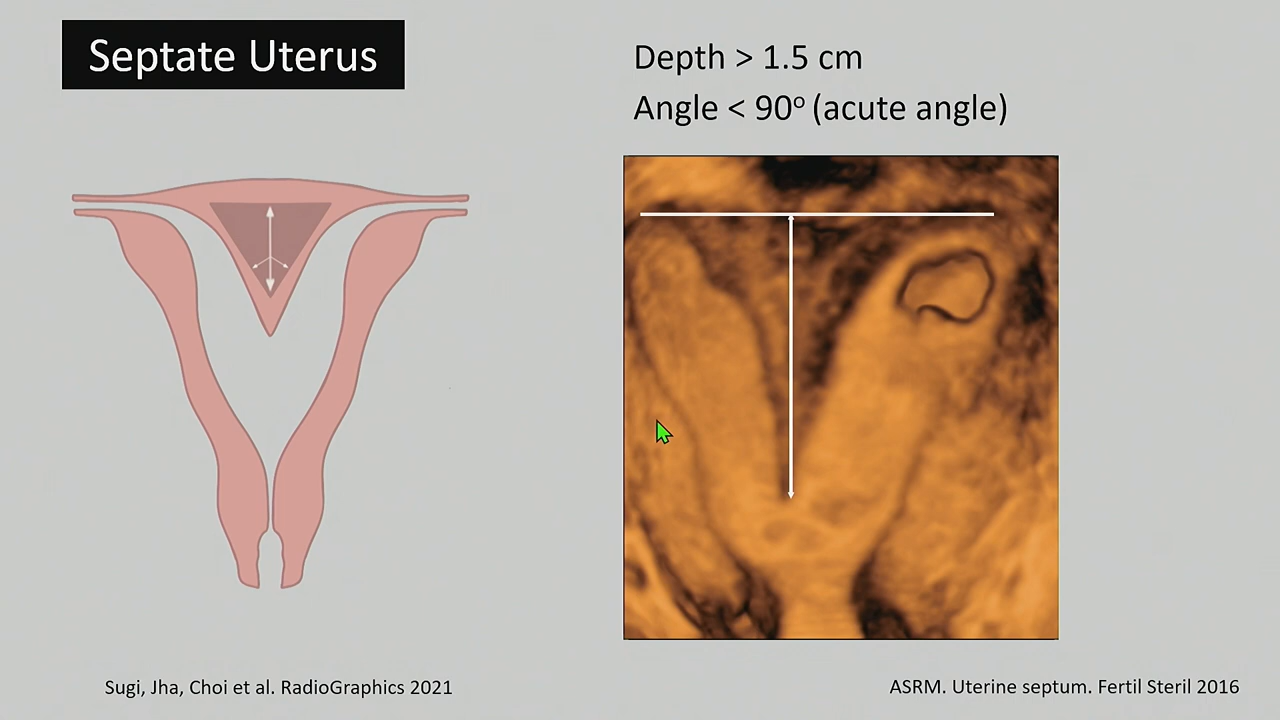 Septate Uterus
Depth > 1.5 cm
Angle < 90° (acute angle)
Sugi, Jha, Choi et al. RadioGraphics 2021
ASRM. Uterine septum. Fertil Steril 2016